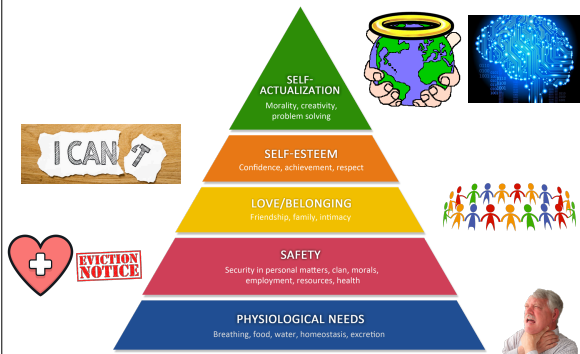 SELF-
ACTUALIZATION
Morality, creativity,
problem solving
I CAN'T
SELF-ESTEEM
Confidence, achievement, respect
LOVE/BELONGING
Friendship, family, intimacy
EVICTION
NOTICE
SAFETY
Security in personal matters, clan, morals,
employment, resources, health
PHYSIOLOGICAL NEEDS
Breathing, food, water, homeostasis, excretion